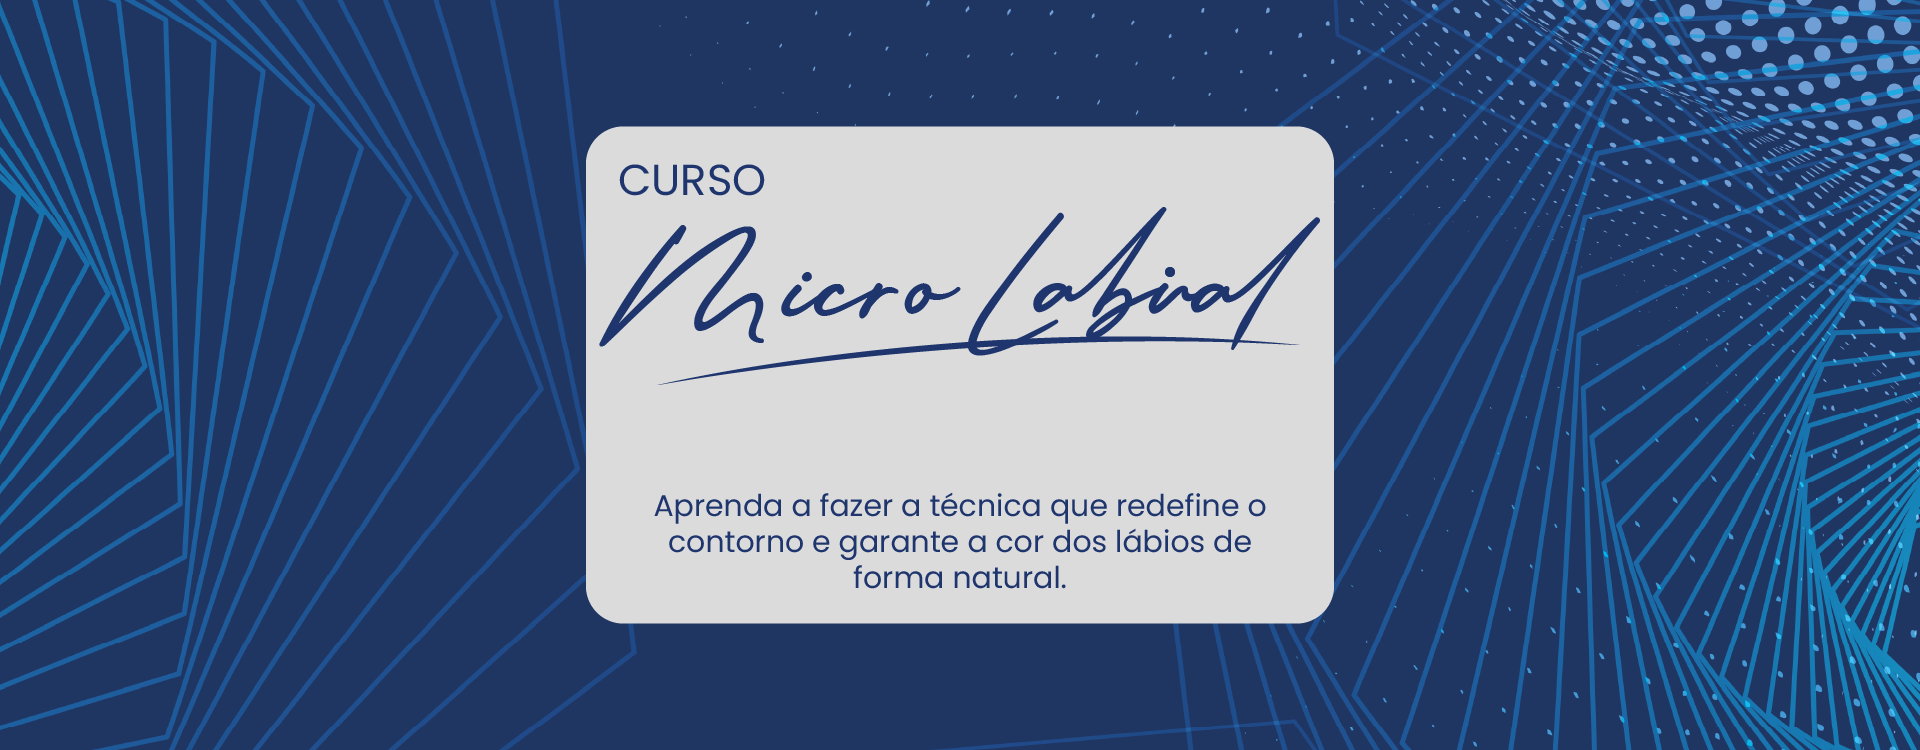 CURSO
Micro Labial
Aprenda a fazer a técnica que redefine o
contorno e garante a cor dos lábios de
forma natural.